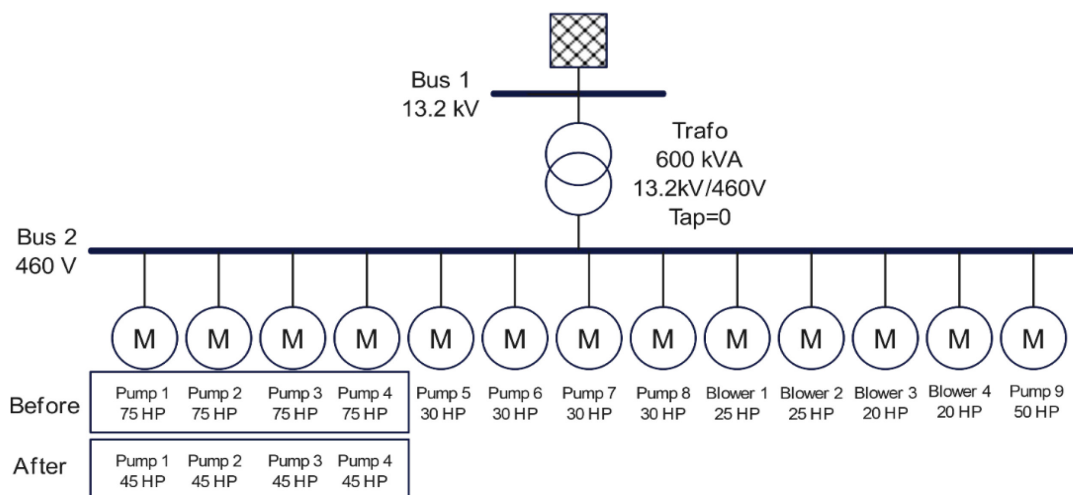 Bus 1
13.2 kV
Trafo
600 kVA
13.2kV/460V
Tap=0
Bus 2
460 V
M M M M M M M M M M M M M
Before
Pump 1 Pump 2 Pump 3 Pump 4 Pump 5 Pump 6 Pump 7 Pump 8 Blower 1 Blower 2 Blower 3 Blower 4 Pump 9
75 HP 75 HP 75 HP 75 HP 30 HP 30 HP 30 HP 30 HP 25 HP 25 HP 20 HP 20 HP 50 HP
After
Pump 1 Pump 2 Pump 3 Pump 4
45 HP 45 HP 45 HP 45 HP